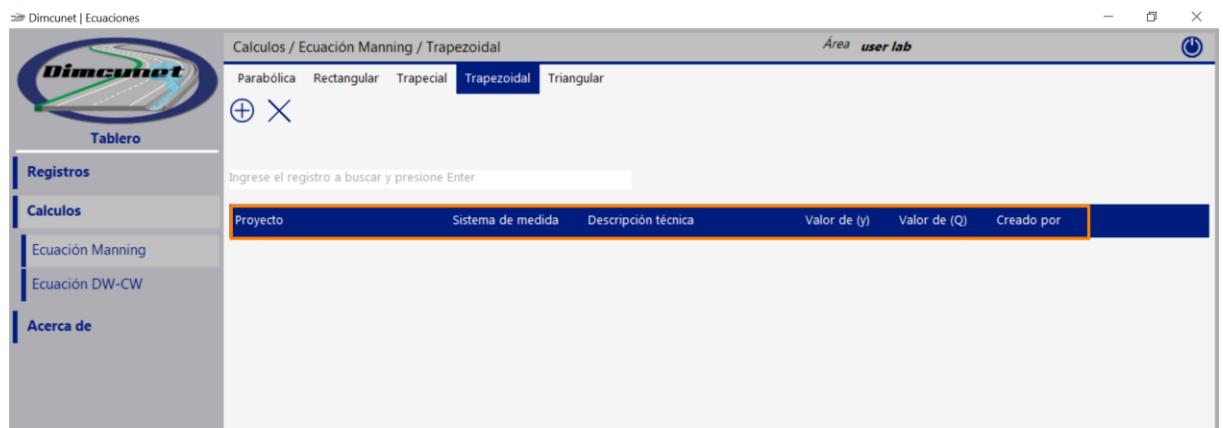 Dimcunet | Ecuaciones
Dimcunet
Tablero
Registros
Calculos
Ecuación Manning
Ecuación DW-CW
Acerca de
Calculos / Ecuación Manning / Trapezoidal Área user lab
Parabólica Rectangular Trapecial Trapezoidal Triangular
Ingrese el registro a buscar y presione Enter
Proyecto Sistema de medida Descripción técnica Valor de (y) Valor de (Q) Creado por